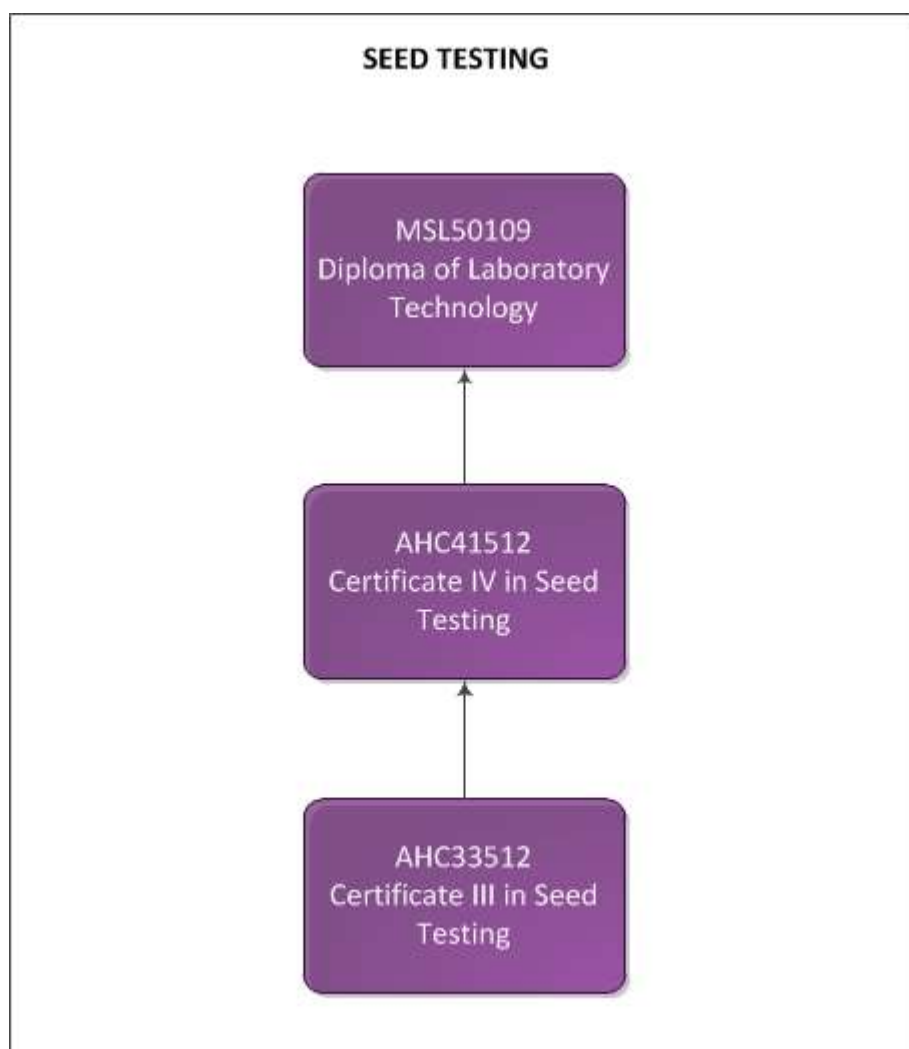 SEED TESTING
MSL50109
Diploma of Laboratory
Technology
AHC41512
Certificate IV in Seed
Testing
AHC33512
Certificate III in Seed
Testing